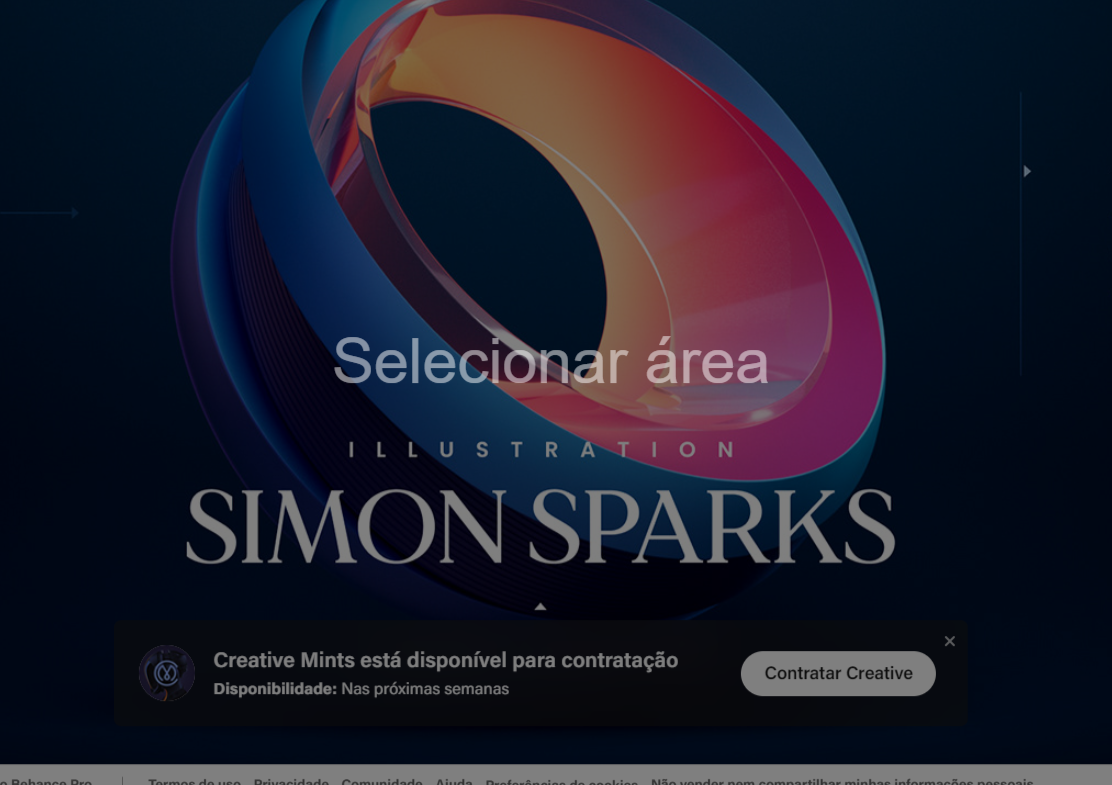 Selecionar área
ILLUSTRATION
SIMON SPARKS
Creative Mints está disponível para contratação
Disponibilidade: Nas próximas semanas
Contratar Creative
o Behance Pro
Termos de uso Privacidade Comunidade Ajuda Preferências de cookies Não vender nem compartilhar minhas informações pessoais